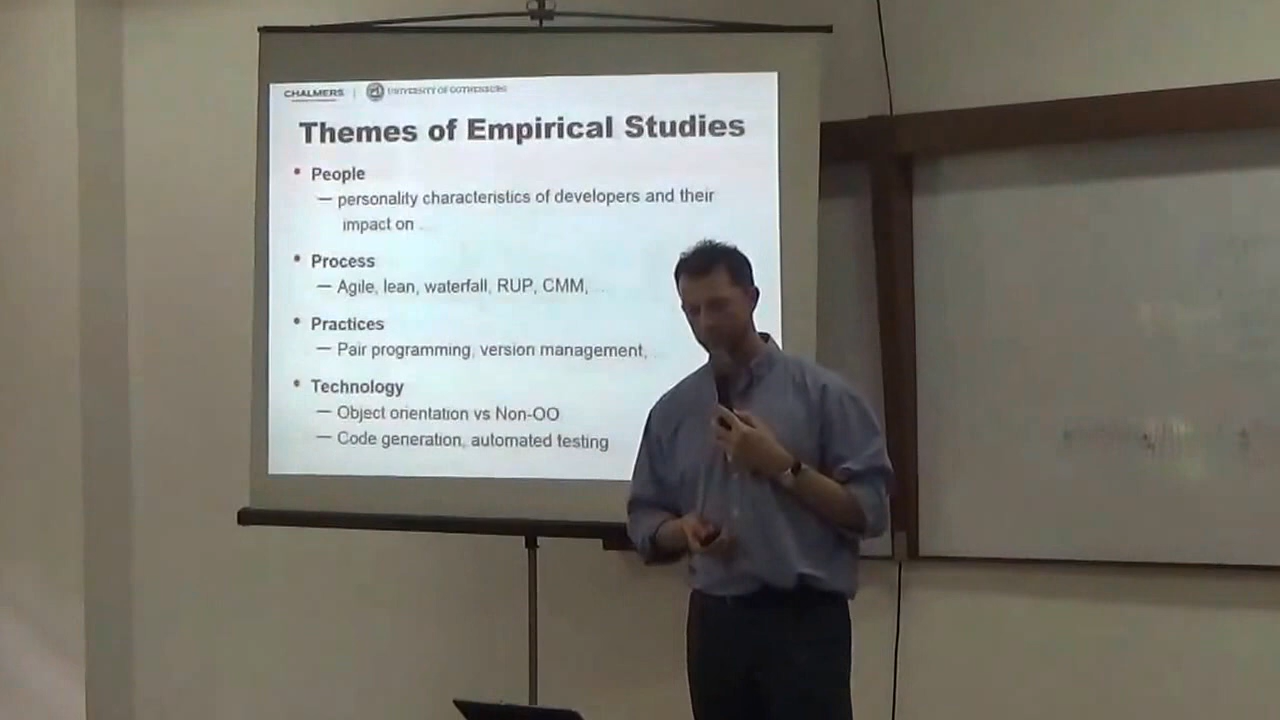 CHALMERS | UNIVERSITY OF GOTHENBURG
Themes of Empirical Studies
• People
— personality characteristics of developers and their
impact on ...
• Process
— Agile, lean, waterfall, RUP, CMM, ...
• Practices
— Pair programming, version management, ..
• Technology
— Object orientation vs Non-OO
— Code generation, automated testing